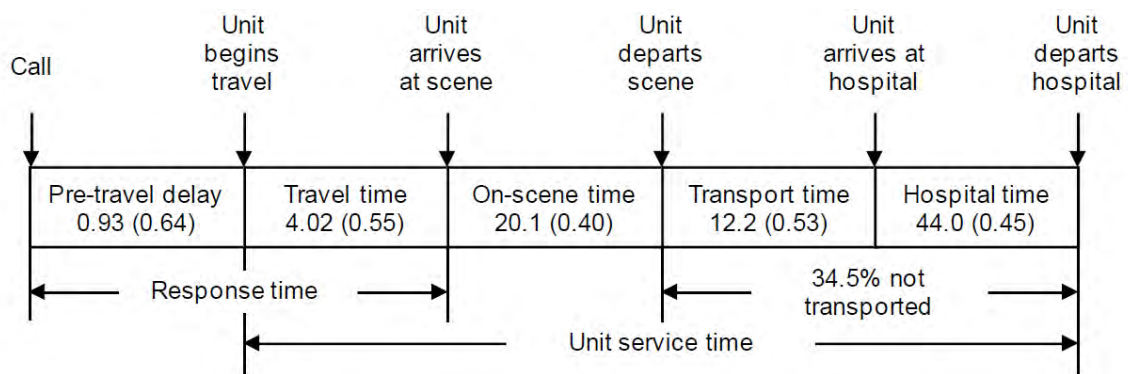 Call
Unit
begins
travel
Unit
arrives
at scene
Unit
departs
scene
Unit
arrives at
hospital
Unit
departs
hospital
Pre-travel delay
0.93 (0.64)
Travel time
4.02 (0.55)
On-scene time
20.1 (0.40)
Transport time
12.2 (0.53)
Hospital time
44.0 (0.45)
Response time
34.5% not
transported
Unit service time